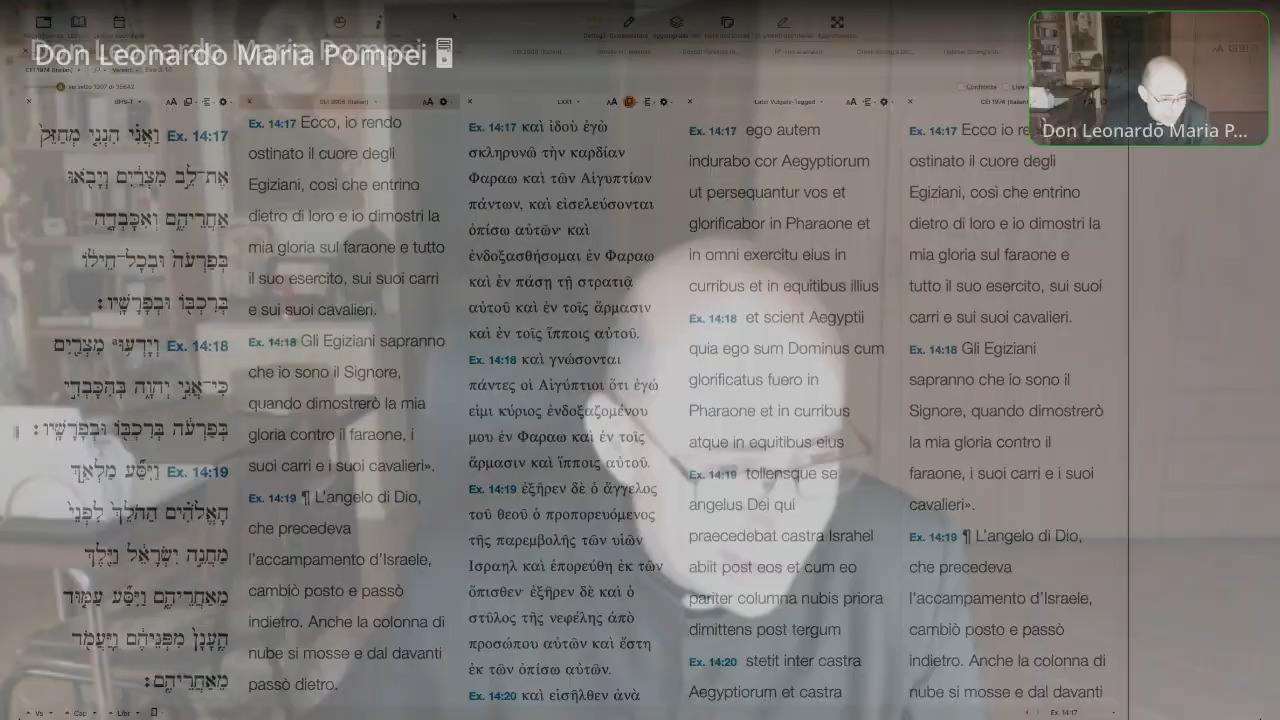 Don Leonardo Maria Pompei
Don Leonardo Maria P...
Ex. 14:17 וַאֲנִ֗י הִנְנִ֤י מְחַזֵּק֙
אֶת־לֵ֣ב מִצְרַ֔יִם וְיָבֹ֖אוּ
אַחֲרֵיהֶ֑ם וְאִכָּבְדָ֤ה
בְּפַרְעֹה֙ וּבְכָל־חֵיל֔וֹ
בְּרִכְבּ֖וֹ וּבְפָרָשָֽׁיו׃
Ex. 14:18 וְיָדְע֥וּ מִצְרַ֖יִם
כִּי־אֲנִ֣י יְהוָ֑ה בְּהִכָּבְדִ֣י
בְּפַרְעֹ֔ה בְּרִכְבּ֖וֹ וּבְפָרָשָֽׁיו׃
Ex. 14:19 וַיִּסַּ֞ע מַלְאַ֣ךְ
הָאֱלֹהִ֗ים הַהֹלֵךְ֙ לִפְנֵי֙
מַחֲנֵ֣ה יִשְׂרָאֵ֔ל וַיֵּ֖לֶךְ
מֵאַחֲרֵיהֶ֑ם וַיִּסַּ֞ע עַמּ֤וּד
הֶֽעָנָן֙ מִפְּנֵיהֶ֔ם וַֽיַּעֲמֹ֖ד
מֵאַחֲרֵיהֶֽם׃
CEI 2008 (Italian)
Ex. 14:17 Ecco, io rendo
ostinato il cuore degli
Egiziani, così che entrino
dietro di loro e io dimostri la
mia gloria sul faraone e tutto
il suo esercito, sui suoi carri
e sui suoi cavalieri.
Ex. 14:18 Gli Egiziani sapranno
che io sono il Signore,
quando dimostrerò la mia
gloria contro il faraone, i
suoi carri e i suoi cavalieri».
Ex. 14:19 ¶ L'angelo di Dio,
che precedeva
l'accampamento d'Israele,
cambiò posto e passò
indietro. Anche la colonna di
nube si mosse e dal davanti
passò dietro.
LXX1
Ex. 14:17 καὶ ἰδοὺ ἐγὼ
σκληρυνῶ τὴν καρδίαν
Φαραω καὶ τῶν Αἰγυπτίων
πάντων, καὶ εἰσελεύσονται
ὀπίσω αὐτῶν· καὶ
ἐνδοξασθήσομαι ἐν Φαραω
καὶ ἐν πάσῃ τῇ στρατιᾷ
αὐτοῦ καὶ ἐν τοῖς ἅρμασιν
καὶ ἐν τοῖς ἵπποις αὐτοῦ.
Ex. 14:18 καὶ γνώσονται
πάντες οἱ Αἰγύπτιοι ὅτι ἐγώ
εἰμι κύριος ἐνδοξαζομένου
μου ἐν Φαραω καὶ ἐν τοῖς
ἅρμασιν καὶ ἵπποις αὐτοῦ.
Ex. 14:19 ἐξῆρεν δὲ ὁ ἄγγελος
τοῦ θεοῦ ὁ προπορευόμενος
τῆς παρεμβολῆς τῶν υἱῶν
Ισραηλ καὶ ἐπορεύθη ἐκ τῶν
ὄπισθεν· ἐξῆρεν δὲ καὶ ὁ
στῦλος τῆς νεφέλης ἀπὸ
προσώπου αὐτῶν καὶ ἔστη
ἐκ τῶν ὀπίσω αὐτῶν.
Ex. 14:20 καὶ εἰσῆλθεν ἀνὰ
Ex. 14:17 ego autem
indurabo cor Aegyptiorum
ut persequantur vos et
glorificabor in Pharaone et
in omni exercitu eius in
curribus et in equitibus illius
Ex. 14:18 et scient Aegyptii
quia ego sum Dominus cum
glorificatus fuero in
Pharaone et in curribus
atque in equitibus eius
Ex. 14:19 tollensque se
angelus Dei qui
praecedebat castra Israhel
abiit post eos et cum eo
pariter columna nubis priora
dimittens post tergum
Ex. 14:20 stetit inter castra
Aegyptiorum et castra
Ex. 14:17 Ecco io re
ostinato il cuore degli
Egiziani, così che entrino
dietro di loro e io dimostri la
mia gloria sul faraone e
tutto il suo esercito, sui suoi
carri e sui suoi cavalieri.
Ex. 14:18 Gli Egiziani
sapranno che io sono il
Signore, quando dimostrerò
la mia gloria contro il
faraone, i suoi carri e i suoi
cavalieri».
Ex. 14:19 ¶ L'angelo di Dio,
che precedeva
l'accampamento d'Israele,
cambiò posto e passò
indietro. Anche la colonna di
nube si mosse e dal davanti
Ex. 14:17